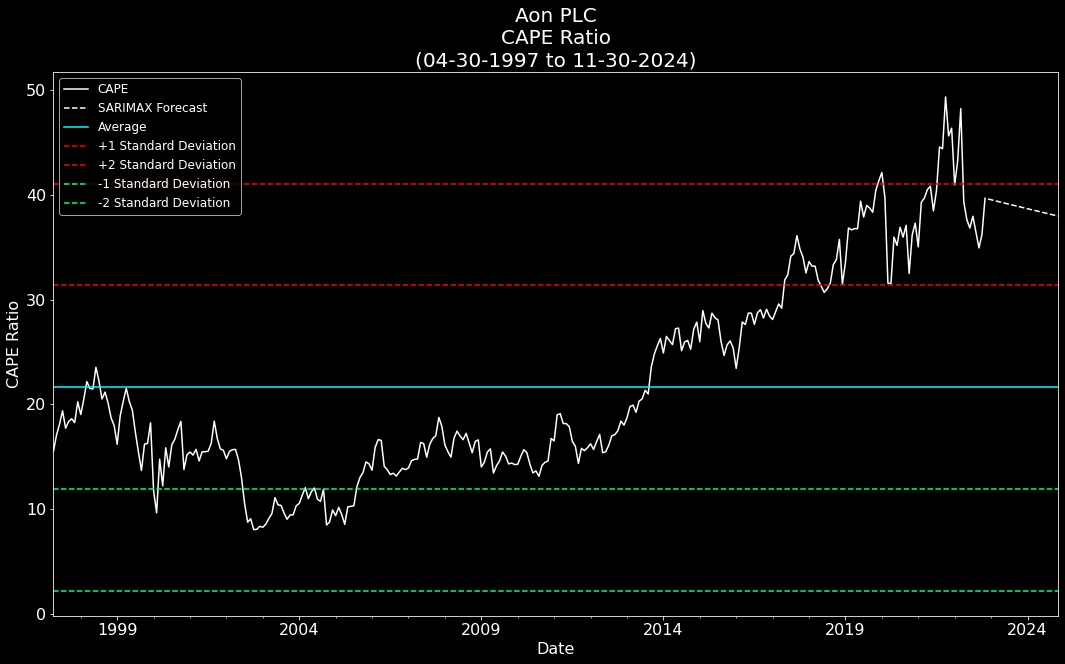 Aon PLC
CAPE Ratio
(04-30-1997 to 11-30-2024)
CAPE
SARIMAX Forecast
Average
+1 Standard Deviation
+2 Standard Deviation
-1 Standard Deviation
-2 Standard Deviation
50
40
30
20
10
0
CAPE Ratio
1999
2004
2009
2014
2019
2024
Date